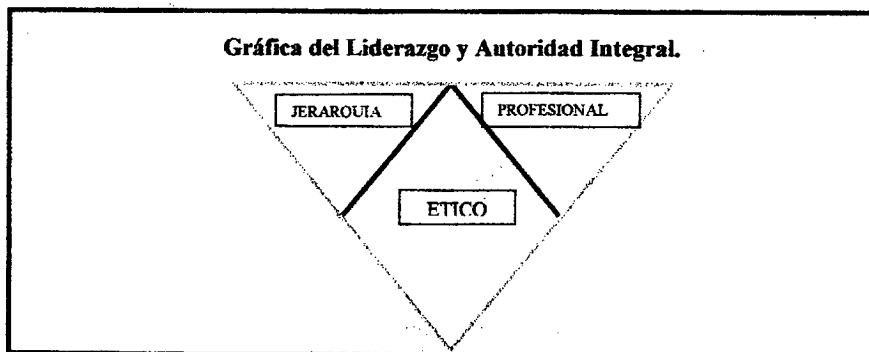 Gráfica del Liderazgo y Autoridad Integral.
JERARQUIA
PROFESIONAL
ETICO